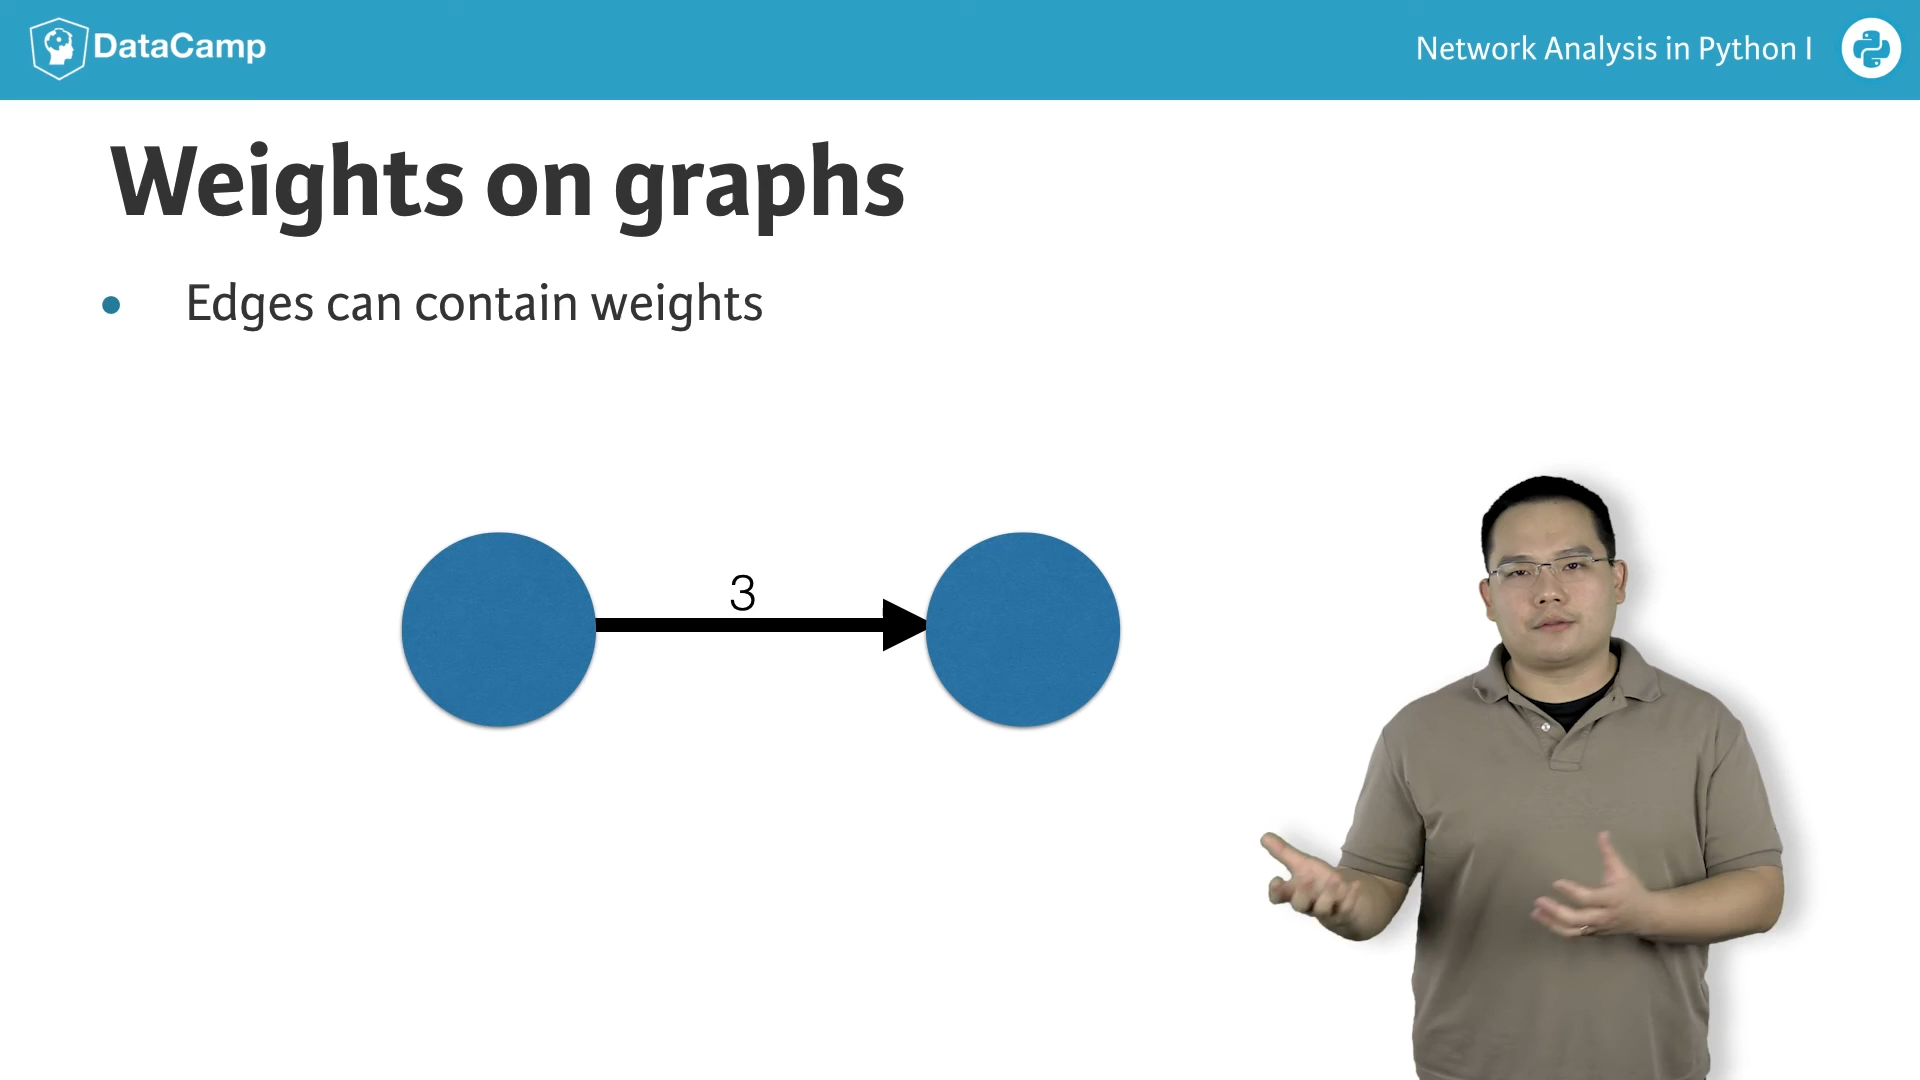 DataCamp
Network Analysis in Python I
Weights on graphs
• Edges can contain weights
3